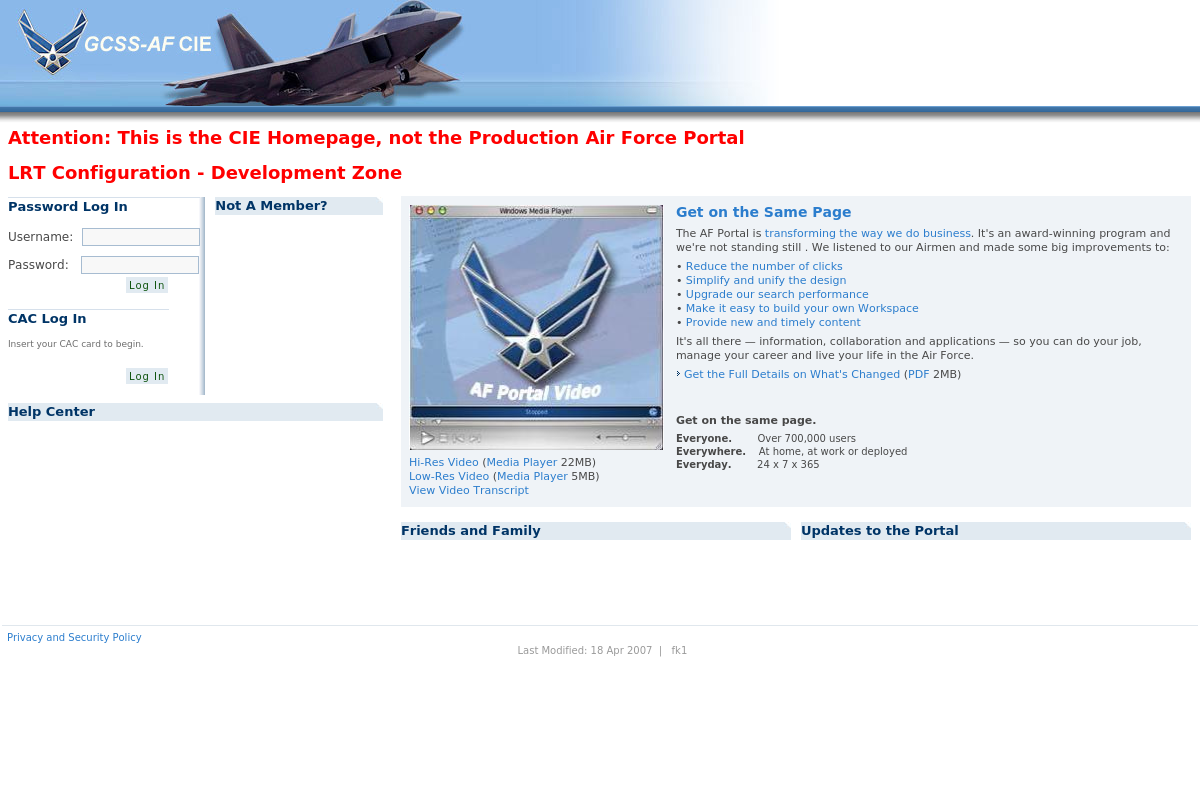 GCSS-AF CIE
Attention: This is the CIE Homepage, not the Production Air Force Portal
LRT Configuration - Development Zone
Password Log In
Username:
Password:
Log In
CAC Log In
Insert your CAC card to begin.
Log In
Not A Member?
Help Center
Windows Media Player
AF Portal Video
Stopped
Hi-Res Video (Media Player 22MB)
Low-Res Video (Media Player 5MB)
View Video Transcript
Get on the Same Page
The AF Portal is transforming the way we do business. It's an award-winning program and
we're not standing still . We listened to our Airmen and made some big improvements to:
• Reduce the number of clicks
• Simplify and unify the design
• Upgrade our search performance
• Make it easy to build your own Workspace
• Provide new and timely content
It's all there — information, collaboration and applications — so you can do your job,
manage your career and live your life in the Air Force.
Get the Full Details on What's Changed (PDF 2MB)
Get on the same page.
Everyone. Over 700,000 users
Everywhere. At home, at work or deployed
Everyday. 24 x 7 x 365
Friends and Family
Updates to the Portal
Privacy and Security Policy
Last Modified: 18 Apr 2007 | fk1